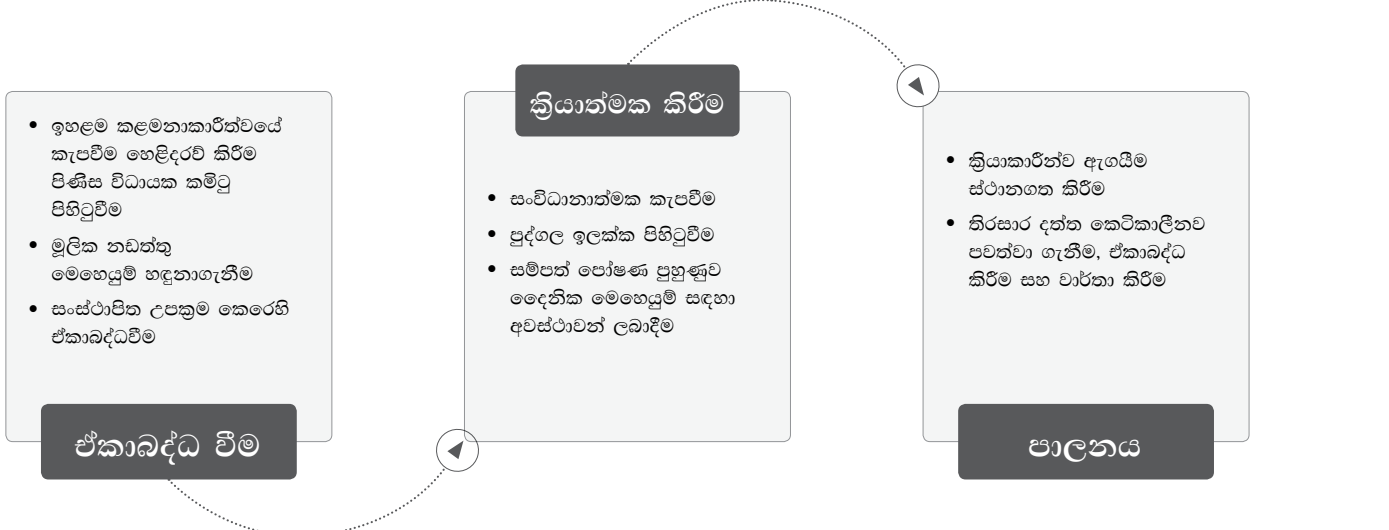 • ඉහළම කළමනාකාරීත්වයේ
කැපවීම හෙළිදරව් කිරීම
පිණිස විධායක කමිටු
පිහිටුවීම
• මූලික නඩත්තු
මෙහෙයුම් හඳුනාගැනීම
• සංස්ථාපිත උපක්‍රම කෙරෙහි
ඒකාබද්ධවීම
ඒකාබද්ධ වීම
ක්‍රියාත්මක කිරීම
• සංවිධානාත්මක කැපවීම
• පුද්ගල ඉලක්ක පිහිටුවීම
• සම්පත් පෝෂණ පුහුණුව
දෛනික මෙහෙයුම් සඳහා
අවස්ථාවන් ලබාදීම
• ක්‍රියාකාරීන්ව ඇගයීම
ස්ථානගත කිරීම
• තිරසාර දත්ත කෙටිකාලීනව
පවත්වා ගැනීම, ඒකාබද්ධ
කිරීම සහ වාර්තා කිරීම
පාලනය